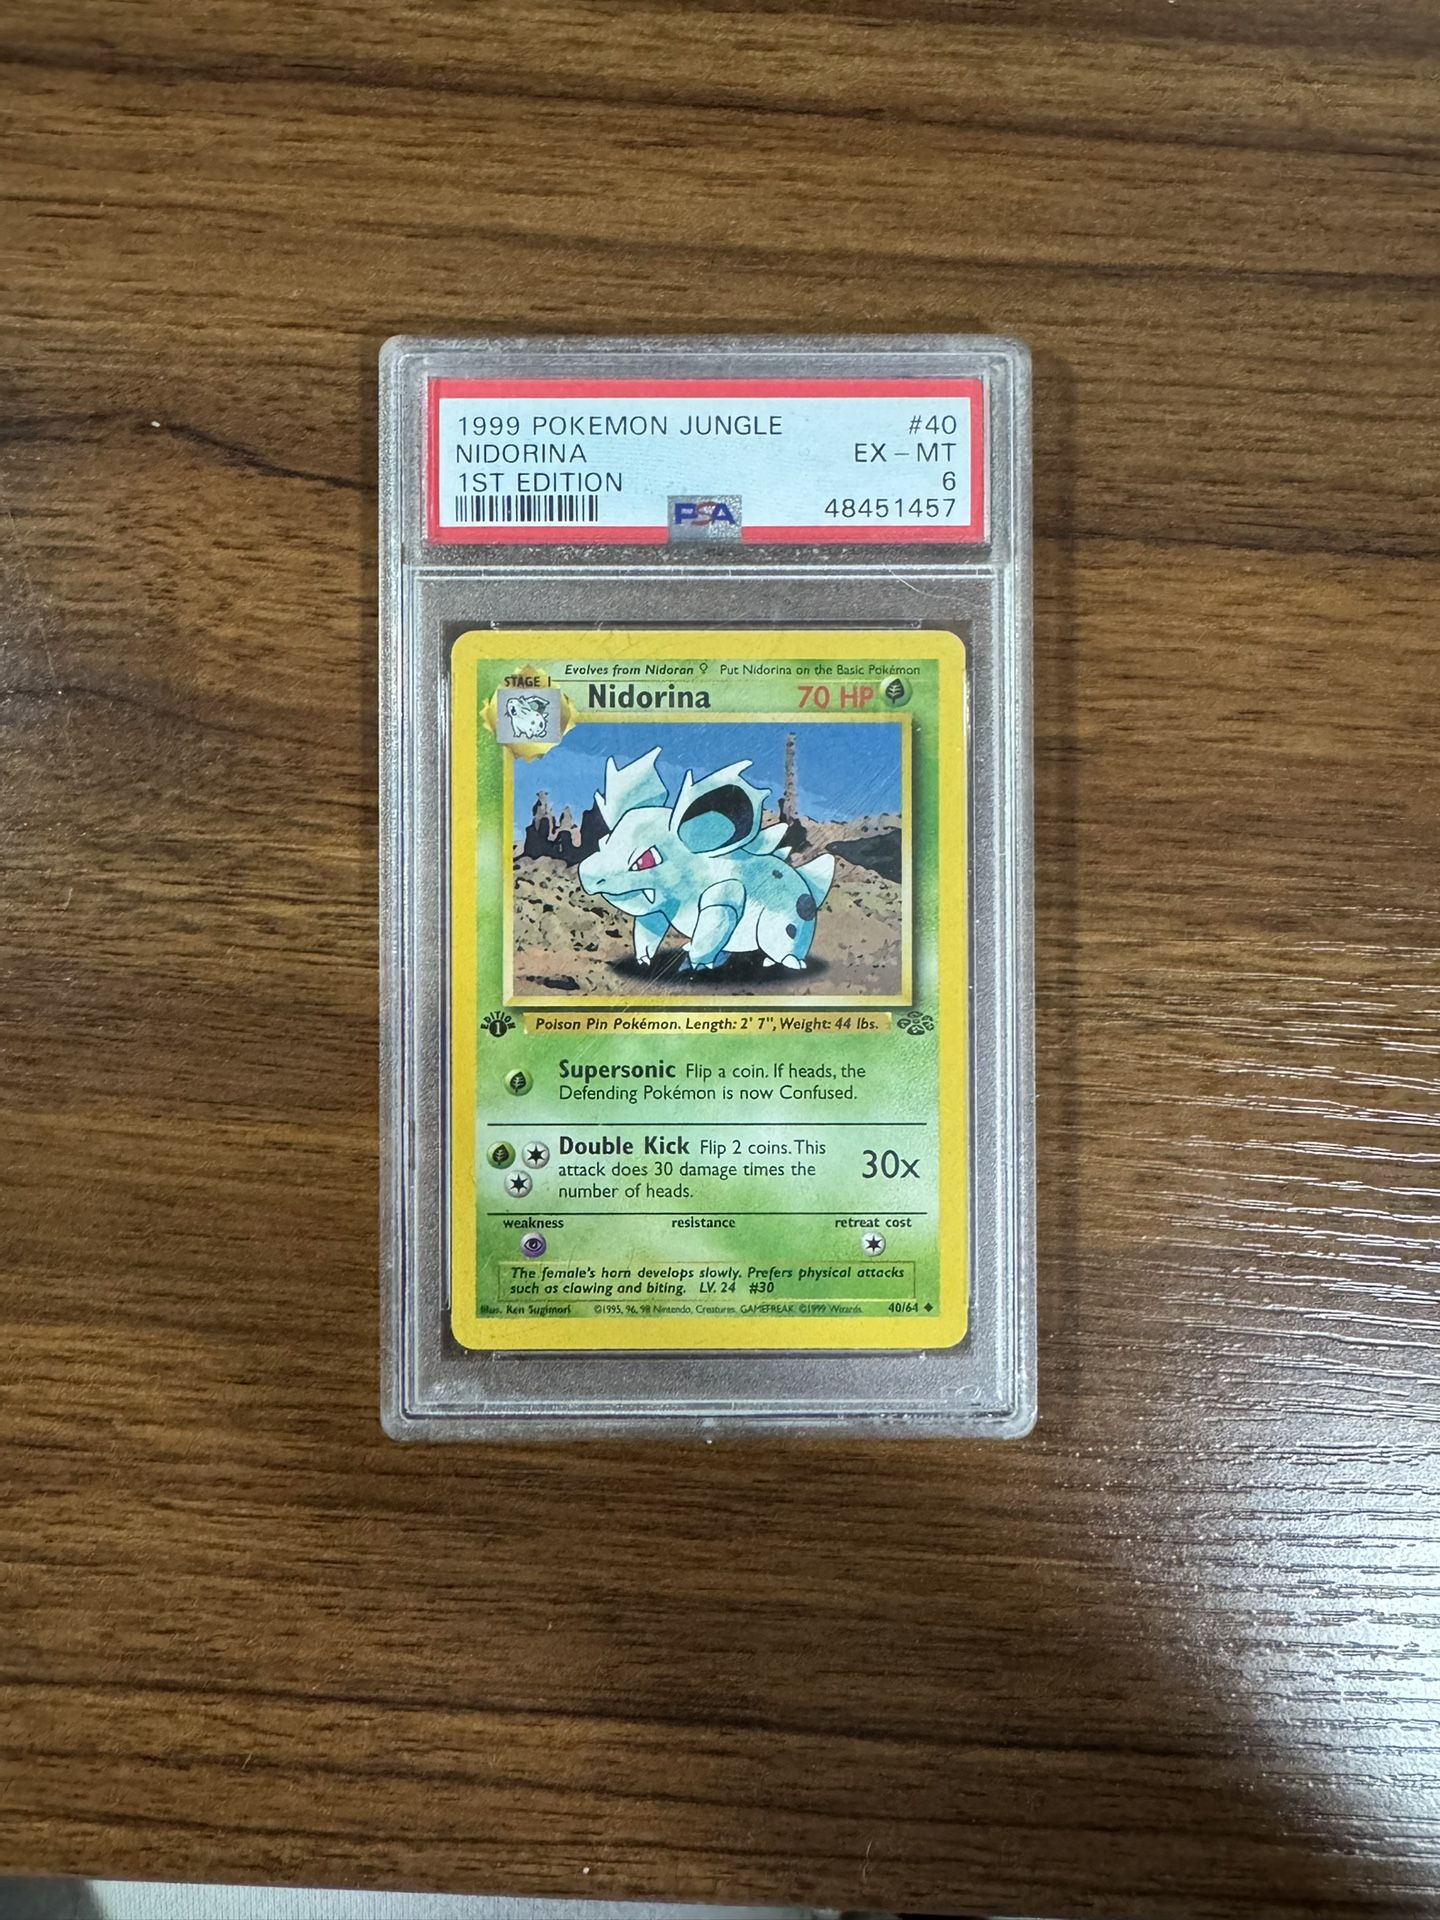 1999 POKEMON JUNGLE #40
NIDORINA EX - MT
1ST EDITION 6
PSA 48451457
Evolves from Nidoran ♀ Put Nidorina on the Basic Pokémon
STAGE 1
Nidorina 70 HP
EDITION 1
Poison Pin Pokémon. Length: 2' 7", Weight: 44 lbs.
Supersonic Flip a coin. If heads, the
Defending Pokémon is now Confused.
Double Kick Flip 2 coins. This
attack does 30 damage times the 30x
number of heads.
weakness resistance retreat cost
The female's horn develops slowly. Prefers physical attacks
such as clawing and biting. LV. 24 #30
Illus. Ken Sugimori ©1995, 96, 98 Nintendo, Creatures, GAMEFREAK. ©1999 Wizards. 40/64